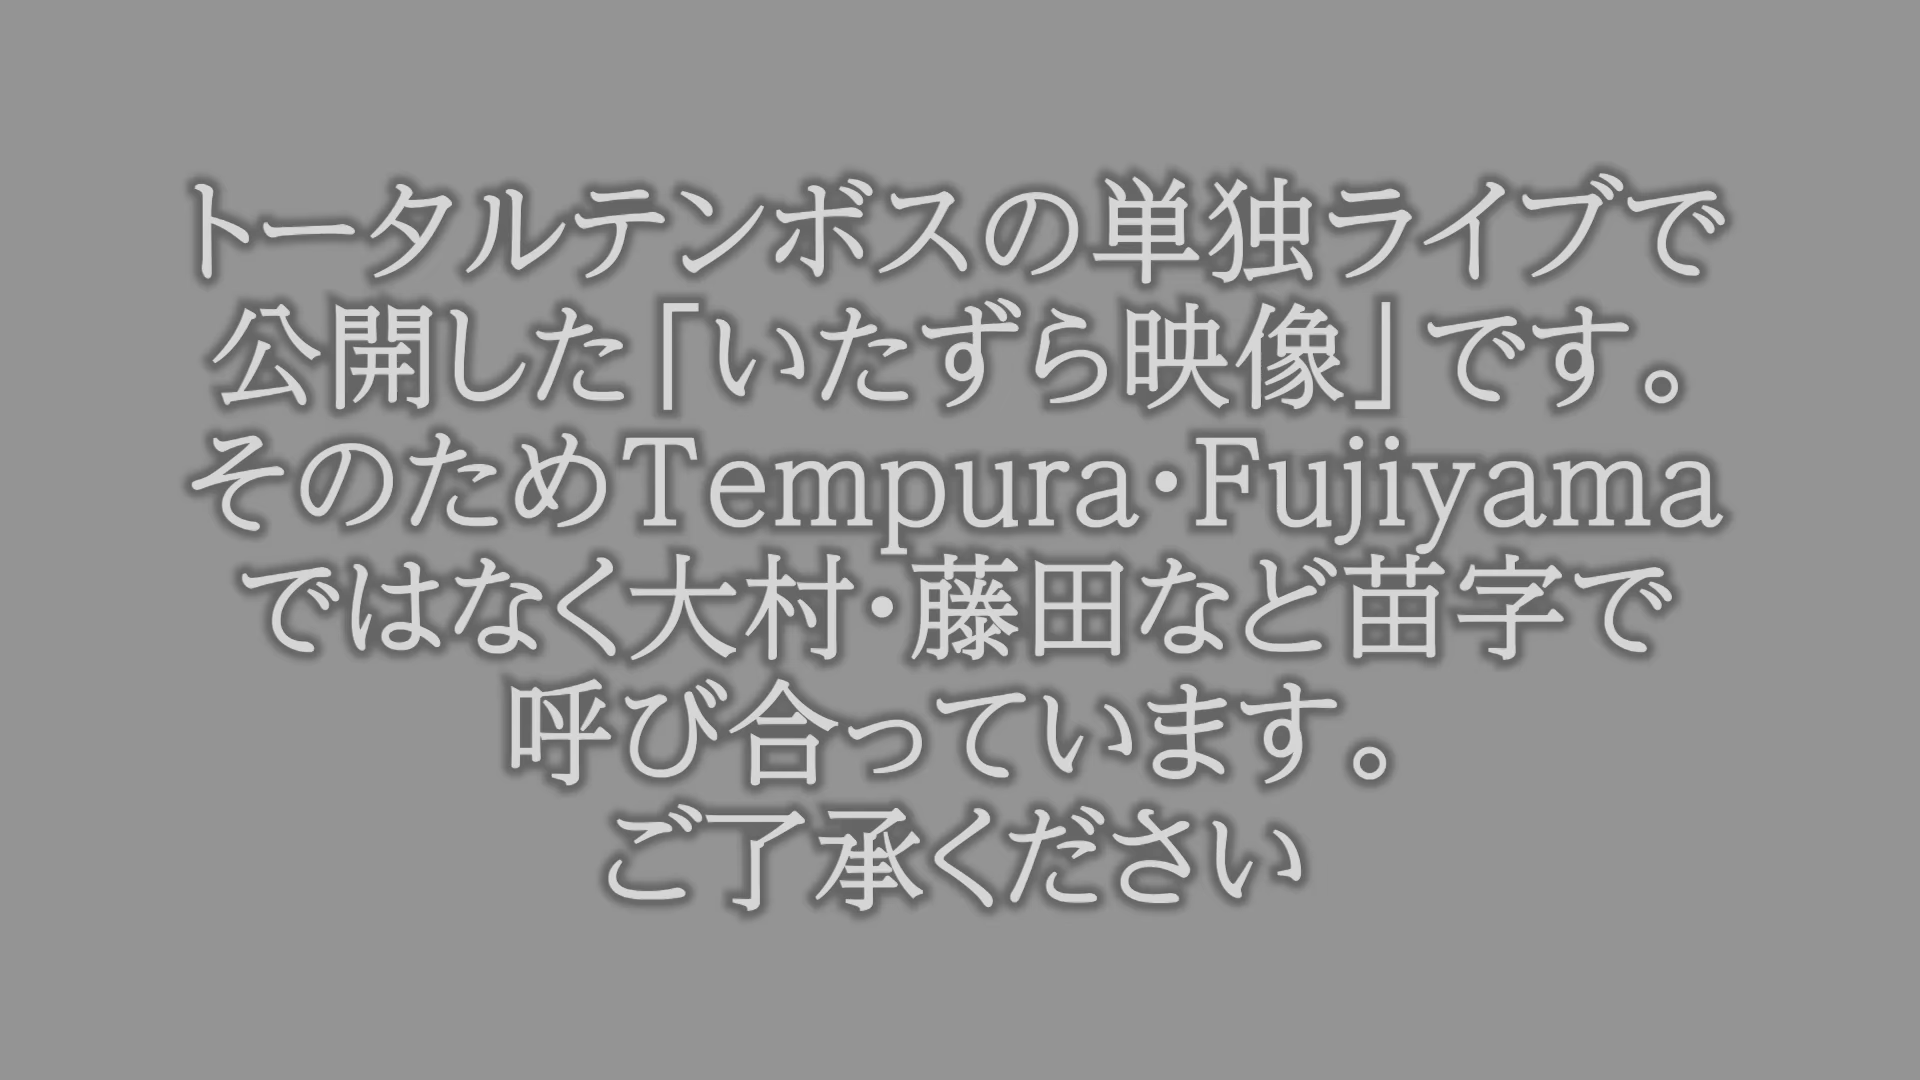 トータルテンボスの単独ライブで
公開した「いたずら映像」です。
そのためTempura・Fujiyama
ではなく大村・藤田など苗字で
呼び合っています。
ご了承ください